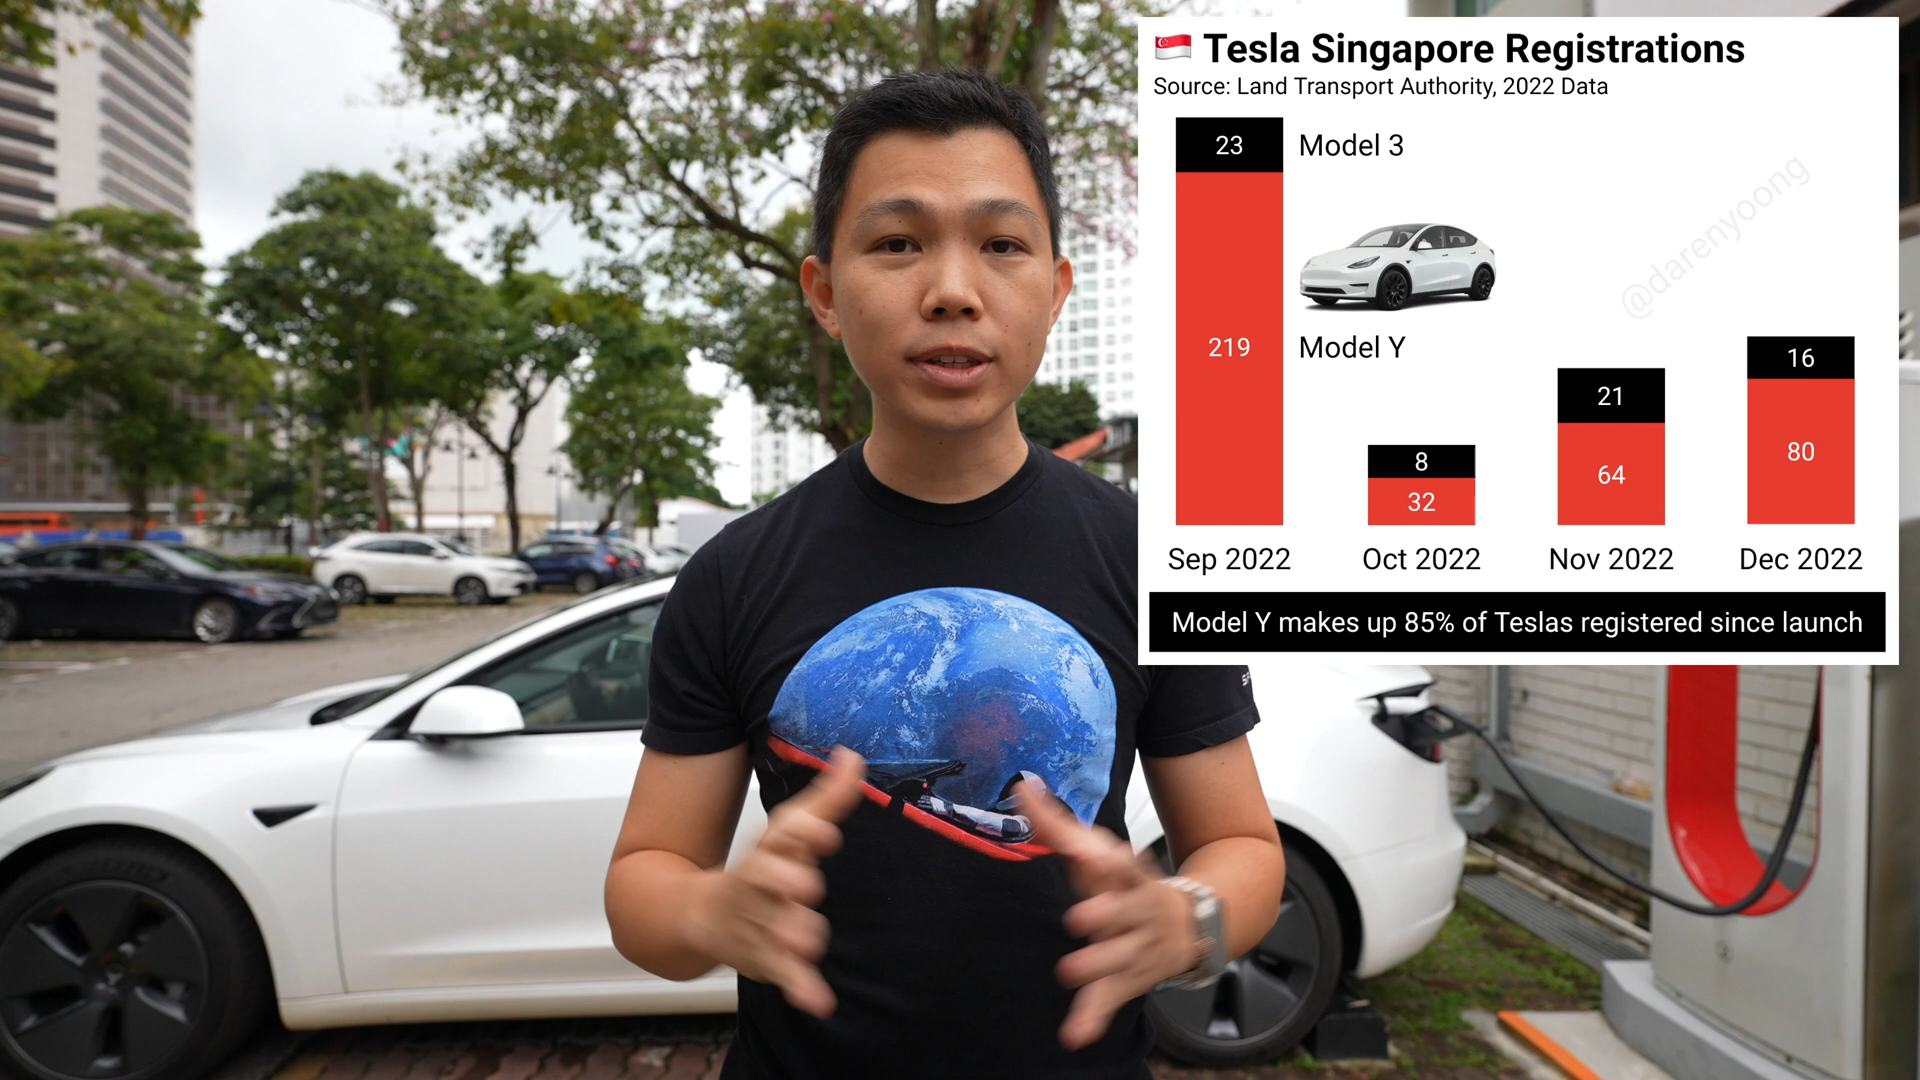 🇸🇬 Tesla Singapore Registrations
Source: Land Transport Authority, 2022 Data
23
Model 3
219
Model Y
8
32
21
64
16
80
Sep 2022
Oct 2022
Nov 2022
Dec 2022
Model Y makes up 85% of Teslas registered since launch
@darenyoong